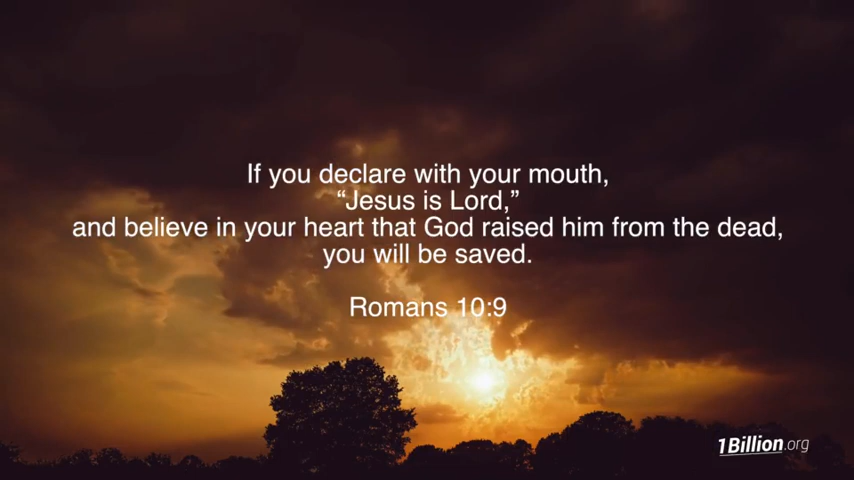 If you declare with your mouth,
“Jesus is Lord,”
and believe in your heart that God raised him from the dead,
you will be saved.
Romans 10:9
1Billion.org